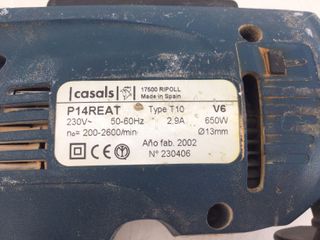 casals
17500 RIPOLL
Made in Spain
P14REAT Type T10 V6
230V~ 50-60Hz 2.9A 650W
n₀= 200-2600/min Ø13mm
CE Año fab. 2002
Nº 230406